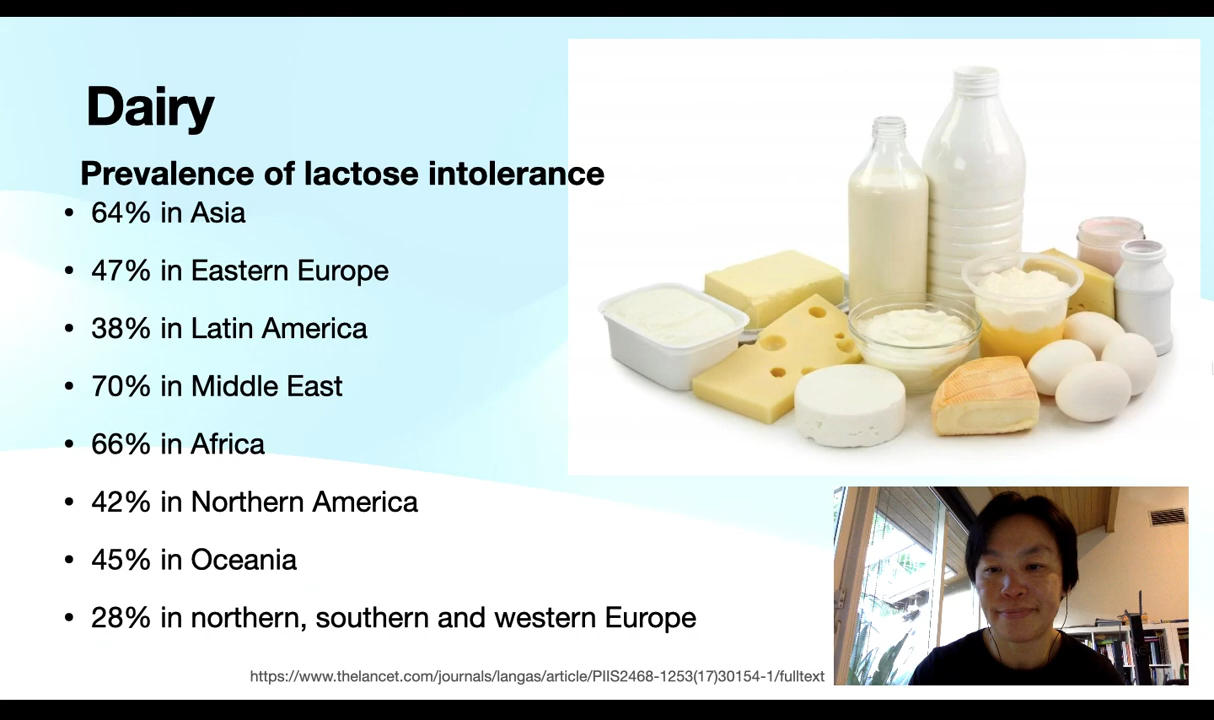 Dairy
Prevalence of lactose intolerance
• 64% in Asia
• 47% in Eastern Europe
• 38% in Latin America
• 70% in Middle East
• 66% in Africa
• 42% in Northern America
• 45% in Oceania
• 28% in northern, southern and western Europe
https://www.thelancet.com/journals/langas/article/PIIS2468-1253(17)30154-1/fulltext